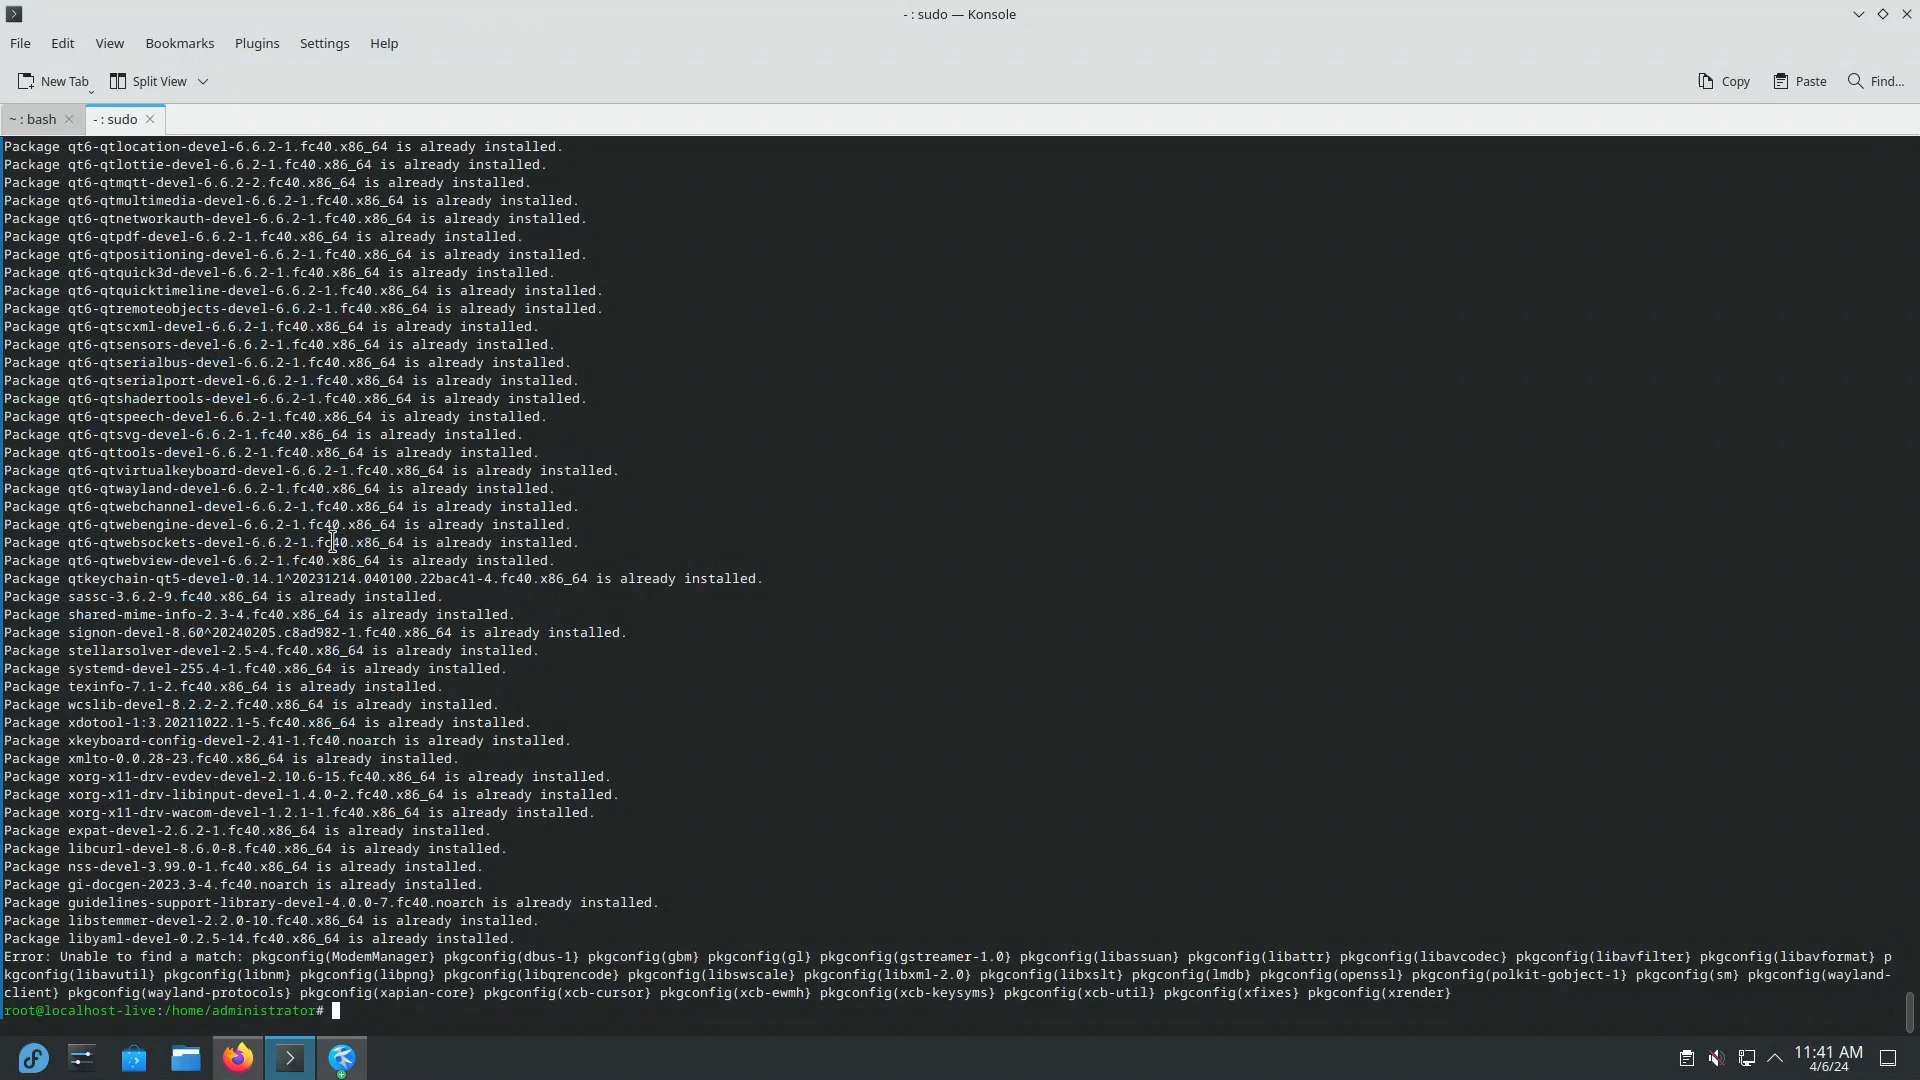 - : sudo — Konsole
File Edit View Bookmarks Plugins Settings Help
New Tab Split View Copy Paste Find...
~ : bash - : sudo
Package qt6-qtlocation-devel-6.6.2-1.fc40.x86_64 is already installed.
Package qt6-qtlottie-devel-6.6.2-1.fc40.x86_64 is already installed.
Package qt6-qtmqtt-devel-6.6.2-2.fc40.x86_64 is already installed.
Package qt6-qtmultimedia-devel-6.6.2-1.fc40.x86_64 is already installed.
Package qt6-qtnetworkauth-devel-6.6.2-1.fc40.x86_64 is already installed.
Package qt6-qtpdf-devel-6.6.2-1.fc40.x86_64 is already installed.
Package qt6-qtpositioning-devel-6.6.2-1.fc40.x86_64 is already installed.
Package qt6-qtquick3d-devel-6.6.2-1.fc40.x86_64 is already installed.
Package qt6-qtquicktimeline-devel-6.6.2-1.fc40.x86_64 is already installed.
Package qt6-qtremoteobjects-devel-6.6.2-1.fc40.x86_64 is already installed.
Package qt6-qtscxml-devel-6.6.2-1.fc40.x86_64 is already installed.
Package qt6-qtsensors-devel-6.6.2-1.fc40.x86_64 is already installed.
Package qt6-qtserialbus-devel-6.6.2-1.fc40.x86_64 is already installed.
Package qt6-qtserialport-devel-6.6.2-1.fc40.x86_64 is already installed.
Package qt6-qtshadertools-devel-6.6.2-1.fc40.x86_64 is already installed.
Package qt6-qtspeech-devel-6.6.2-1.fc40.x86_64 is already installed.
Package qt6-qtsvg-devel-6.6.2-1.fc40.x86_64 is already installed.
Package qt6-qttools-devel-6.6.2-1.fc40.x86_64 is already installed.
Package qt6-qtvirtualkeyboard-devel-6.6.2-1.fc40.x86_64 is already installed.
Package qt6-qtwayland-devel-6.6.2-1.fc40.x86_64 is already installed.
Package qt6-qtwebchannel-devel-6.6.2-1.fc40.x86_64 is already installed.
Package qt6-qtwebengine-devel-6.6.2-1.fc40.x86_64 is already installed.
Package qt6-qtwebsockets-devel-6.6.2-1.fc40.x86_64 is already installed.
Package qt6-qtwebview-devel-6.6.2-1.fc40.x86_64 is already installed.
Package qtkeychain-qt5-devel-0.14.1^20231214.040100.22bac41-4.fc40.x86_64 is already installed.
Package sassc-3.6.2-9.fc40.x86_64 is already installed.
Package shared-mime-info-2.3-4.fc40.x86_64 is already installed.
Package signon-devel-8.60^20240205.c8ad982-1.fc40.x86_64 is already installed.
Package stellarsolver-devel-2.5-4.fc40.x86_64 is already installed.
Package systemd-devel-255.4-1.fc40.x86_64 is already installed.
Package texinfo-7.1-2.fc40.x86_64 is already installed.
Package wcslib-devel-8.2.2-2.fc40.x86_64 is already installed.
Package xdotool-1:3.20211022.1-5.fc40.x86_64 is already installed.
Package xkeyboard-config-devel-2.41-1.fc40.noarch is already installed.
Package xmlto-0.0.28-23.fc40.x86_64 is already installed.
Package xorg-x11-drv-evdev-devel-2.10.6-15.fc40.x86_64 is already installed.
Package xorg-x11-drv-libinput-devel-1.4.0-2.fc40.x86_64 is already installed.
Package xorg-x11-drv-wacom-devel-1.2.1-1.fc40.x86_64 is already installed.
Package expat-devel-2.6.2-1.fc40.x86_64 is already installed.
Package libcurl-devel-8.6.0-8.fc40.x86_64 is already installed.
Package nss-devel-3.99.0-1.fc40.x86_64 is already installed.
Package gi-docgen-2023.3-4.fc40.noarch is already installed.
Package guidelines-support-library-devel-4.0.0-7.fc40.noarch is already installed.
Package libstemmer-devel-2.2.0-10.fc40.x86_64 is already installed.
Package libyaml-devel-0.2.5-14.fc40.x86_64 is already installed.
Error: Unable to find a match: pkgconfig(ModemManager} pkgconfig(dbus-1} pkgconfig(gbm} pkgconfig(gl} pkgconfig(gstreamer-1.0} pkgconfig(libassuan} pkgconfig(libattr} pkgconfig(libavcodec} pkgconfig(libavfilter} pkgconfig(libavformat} p
kgconfig(libavutil} pkgconfig(libnm} pkgconfig(libpng} pkgconfig(libqrencode} pkgconfig(libswscale} pkgconfig(libxml-2.0} pkgconfig(libxslt} pkgconfig(lmdb} pkgconfig(openssl} pkgconfig(polkit-gobject-1} pkgconfig(sm} pkgconfig(wayland-
client} pkgconfig(wayland-protocols} pkgconfig(xapian-core} pkgconfig(xcb-cursor} pkgconfig(xcb-ewmh} pkgconfig(xcb-keysyms} pkgconfig(xcb-util} pkgconfig(xfixes} pkgconfig(xrender}
root@localhost-live:/home/administrator#
11:41 AM
4/6/24